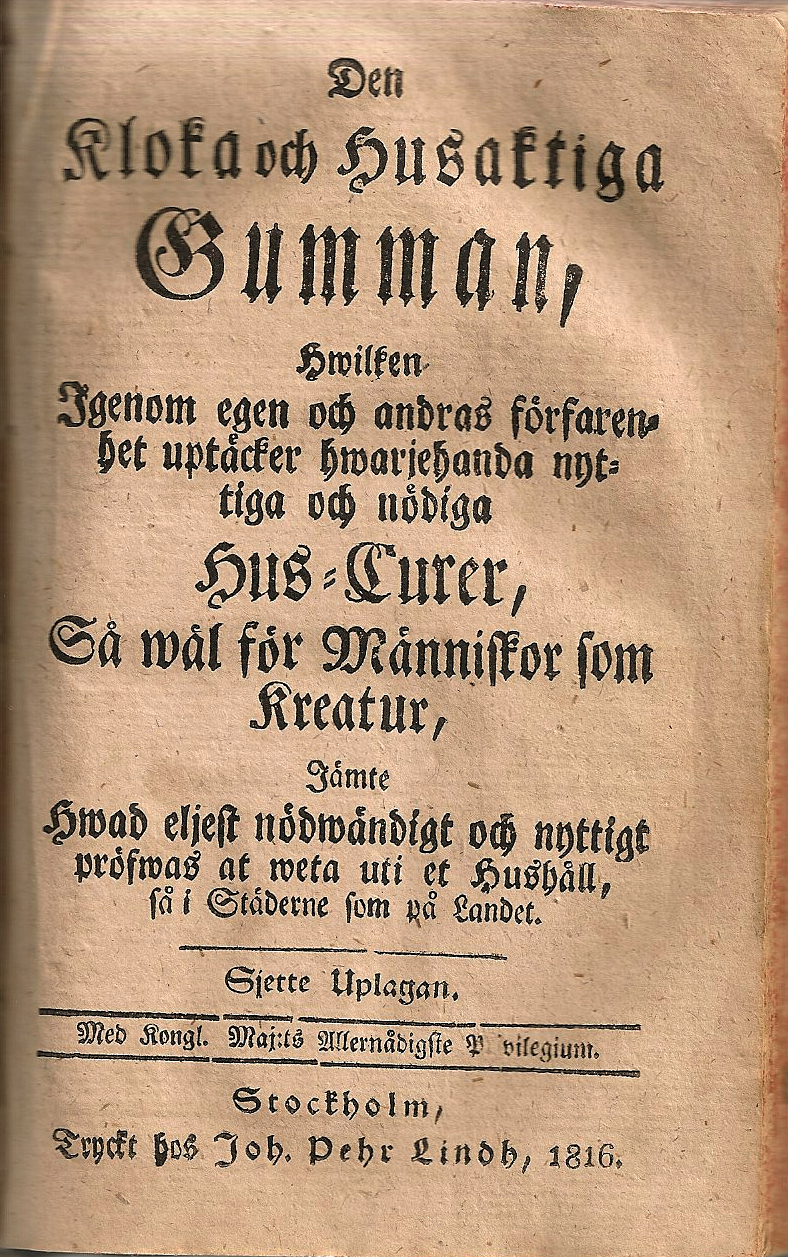 Den
Kloka och Husaktiga
Gumman,
Hwilken
Igenom egen och andras förfaren-
het uptäcker hwarjehanda nyt-
tiga och nödiga
Hus-Curer,
Så wäl för Människor som
Kreatur,
Jämte
Hwad eljest nödwändigt och nyttigt
pröfwas at weta uti et Hushåll,
så i Städerne som på Landet.
Sjette Uplagan.
Med Kongl. Maj:ts Allernådigste P vilegium.
Stockholm,
Tryckt hos Joh. Pehr Lindh, 1816.